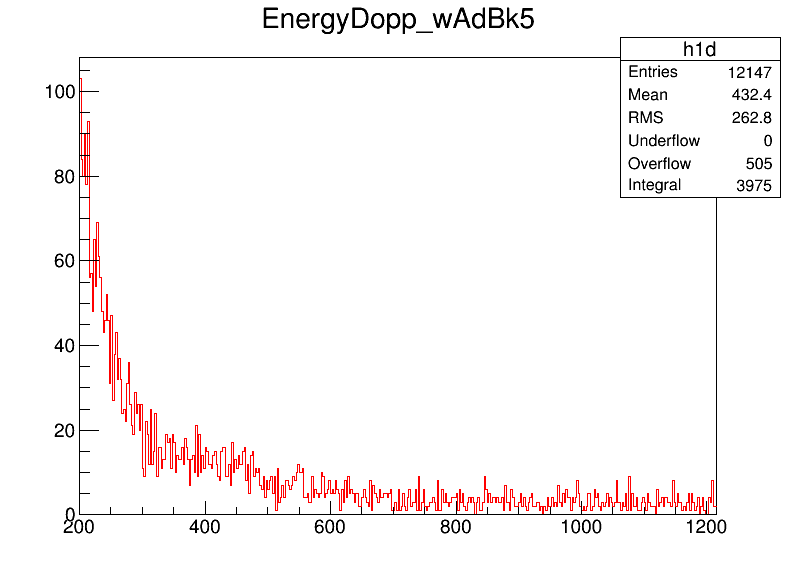 EnergyDopp_wAdBk5
h1d
Entries 12147
Mean 432.4
RMS 262.8
Underflow 0
Overflow 505
Integral 3975
100
80
60
40
20
0
200 400 600 800 1000 1200